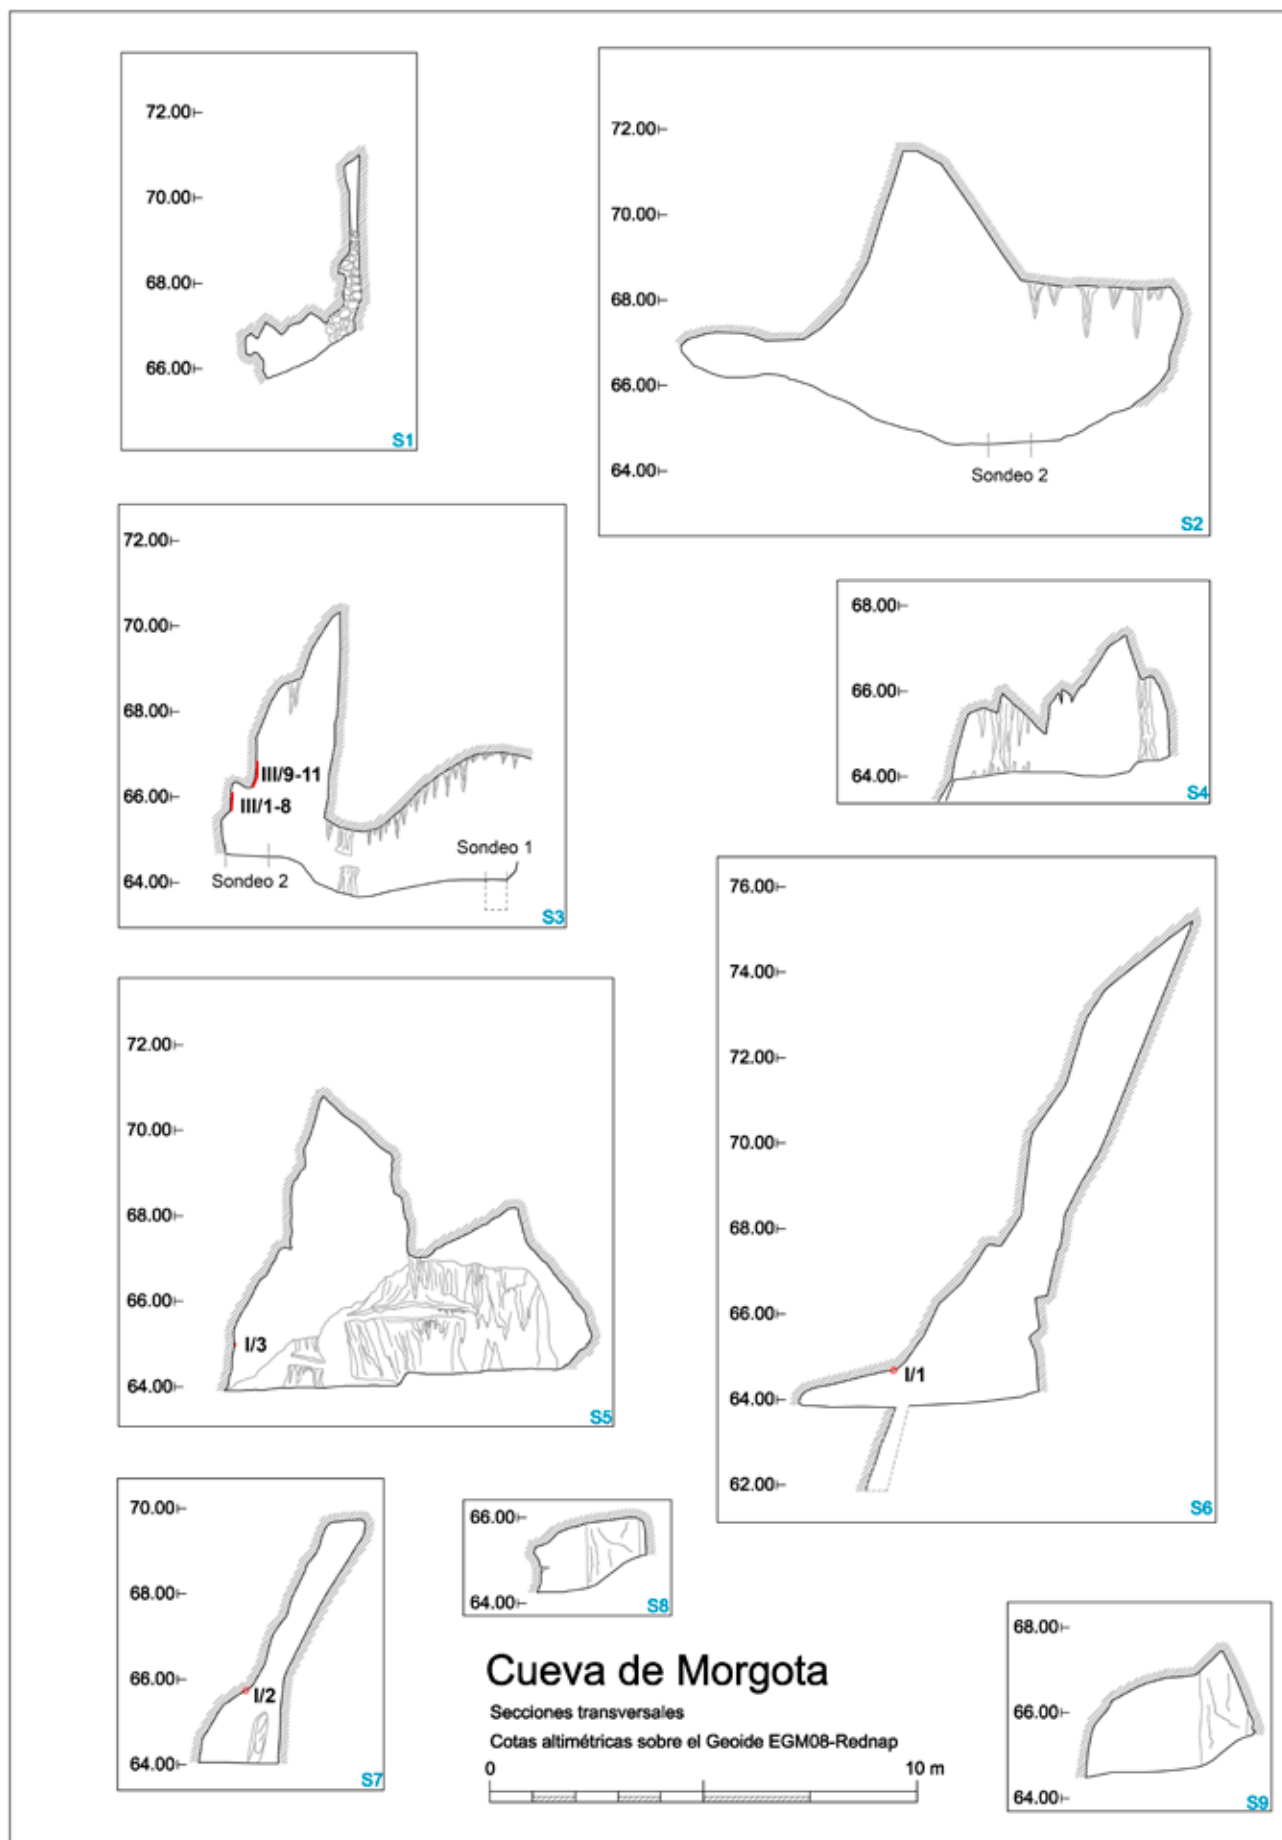 72.00
70.00
68.00
66.00
S1
72.00
70.00
68.00
66.00
64.00
Sondeo 2
S2
72.00
70.00
68.00
66.00
64.00
III/9-11
III/1-8
Sondeo 1
Sondeo 2
S3
68.00
66.00
64.00
S4
72.00
70.00
68.00
66.00
64.00
I/3
S5
76.00
74.00
72.00
70.00
68.00
66.00
64.00
62.00
I/1
S6
70.00
68.00
66.00
64.00
I/2
S7
66.00
64.00
S8
68.00
66.00
64.00
S9
Cueva de Morgota
Secciones transversales
Cotas altimétricas sobre el Geoide EGM08-Rednap
0 10 m